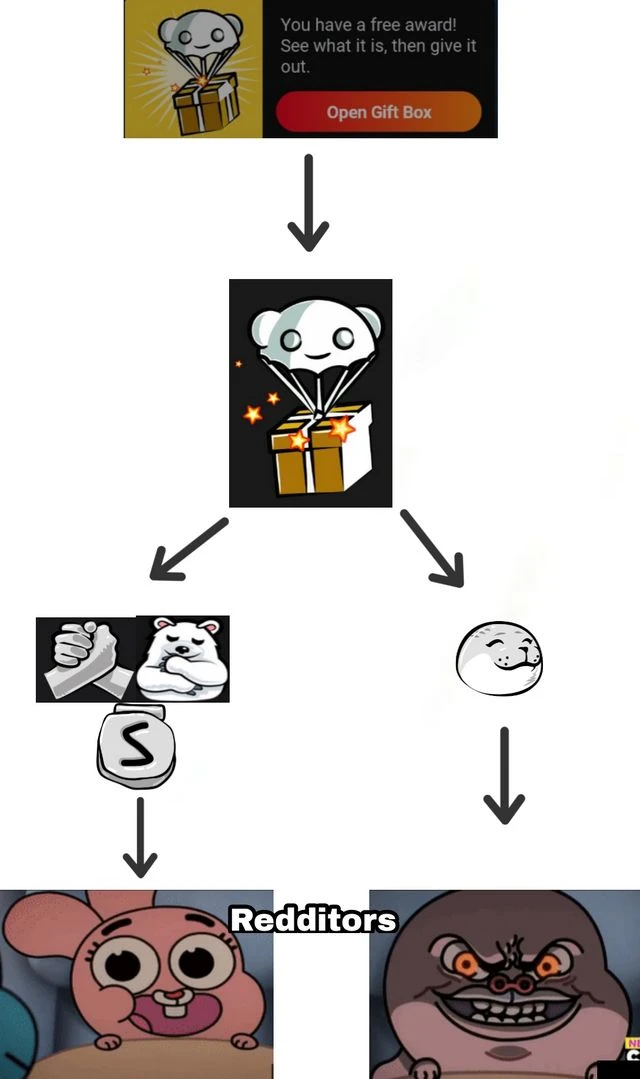 You have a free award!
See what it is, then give it
out.
Open Gift Box
S
Redditors